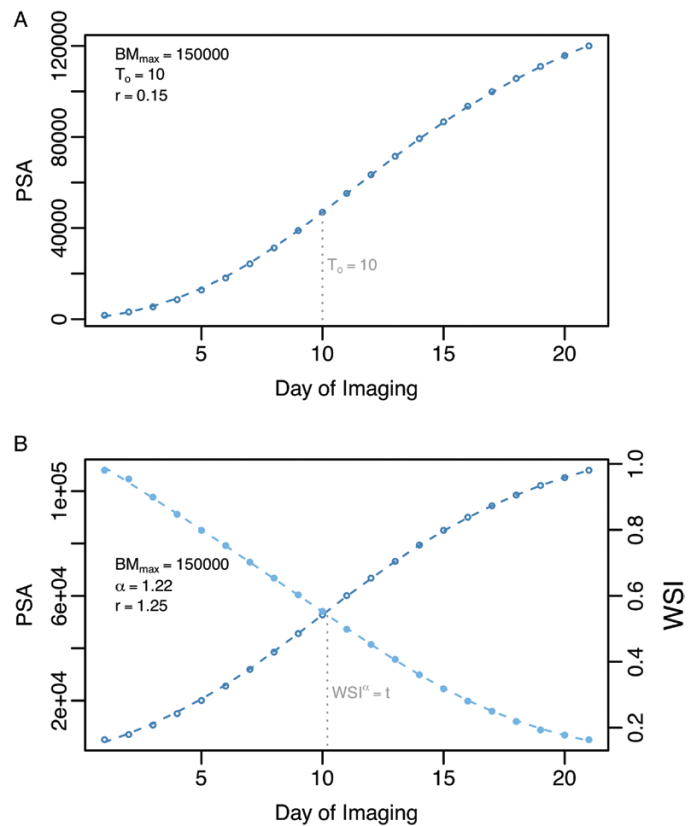 A
BMmax = 150000
To = 10
r = 0.15
PSA
120000
80000
40000
0
To = 10
5
10
15
20
Day of Imaging
B
BMmax = 150000
α = 1.22
r = 1.25
PSA
1e+05
6e+04
2e+04
WSI
1.0
0.8
0.6
0.4
0.2
WSIα = t
5
10
15
20
Day of Imaging